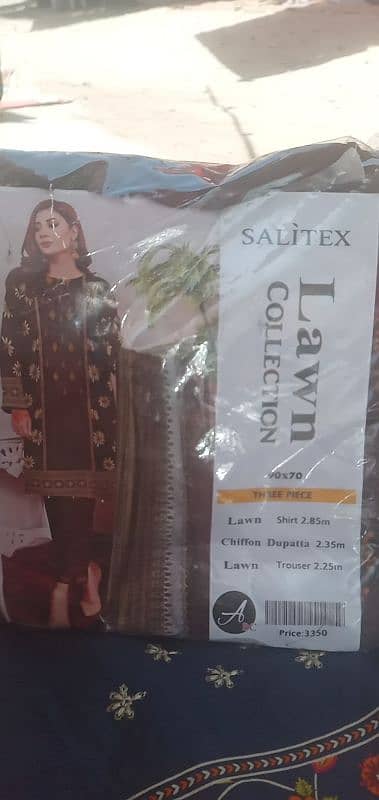 SALÌTEX
Lawn
COLLECTION
90x70
THREE PIECE
Lawn Shirt 2.85m
Chiffon Dupatta 2.35m
Lawn Trouser 2.25m
A
Price:3350